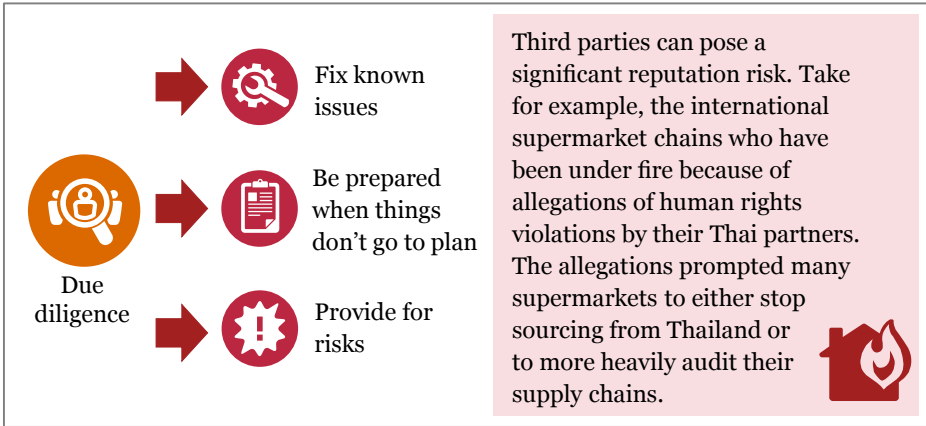 Due
diligence
Fix known
issues
Be prepared
when things
don't go to plan
Provide for
risks
Third parties can pose a
significant reputation risk. Take
for example, the international
supermarket chains who have
been under fire because of
allegations of human rights
violations by their Thai partners.
The allegations prompted many
supermarkets to either stop
sourcing from Thailand or
to more heavily audit their
supply chains.